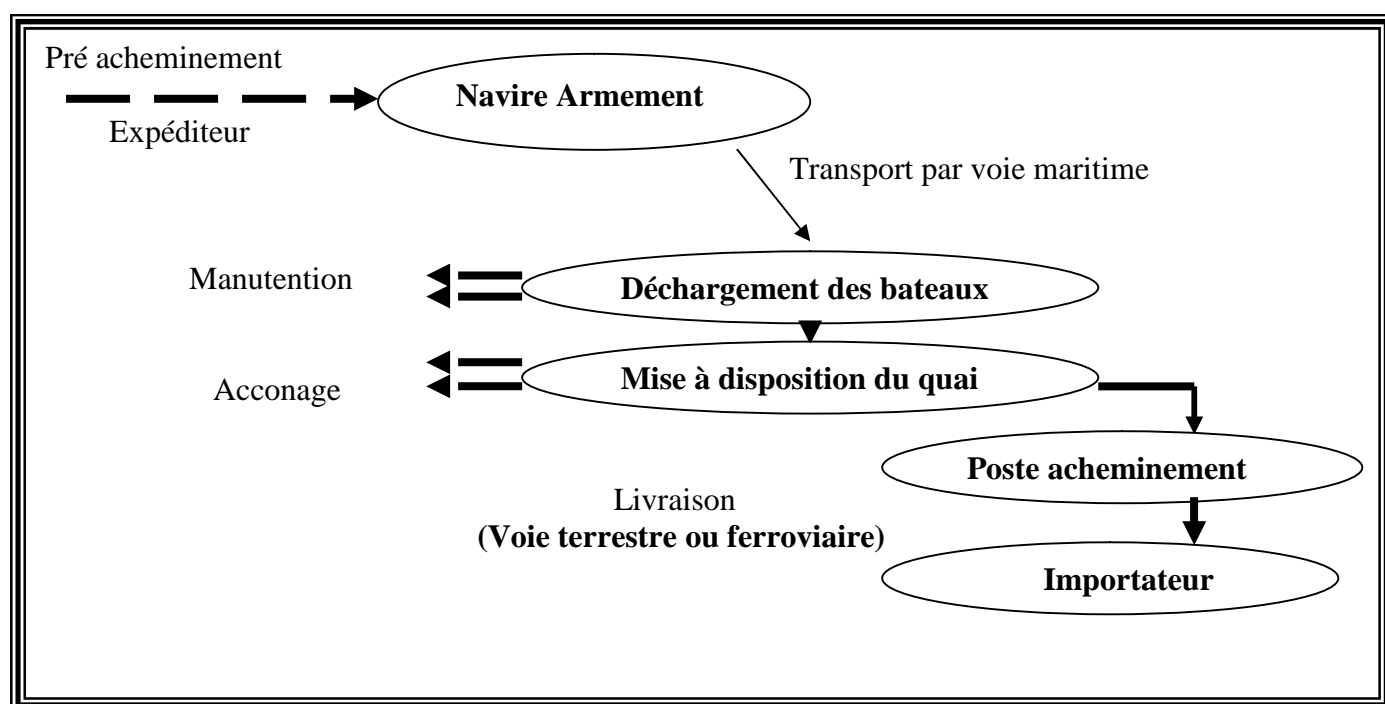 Pré acheminement
Navire Armement
Expéditeur
Transport par voie maritime
Manutention
Déchargement des bateaux
Acconage
Mise à disposition du quai
Poste acheminement
Livraison
(Voie terrestre ou ferroviaire)
Importateur